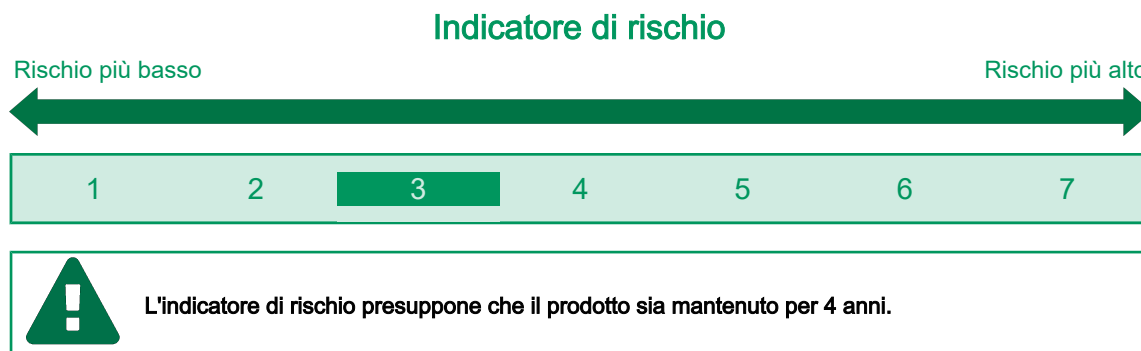 Indicatore di rischio
Rischio più basso Rischio più alto
1 2 3 4 5 6 7
L'indicatore di rischio presuppone che il prodotto sia mantenuto per 4 anni.